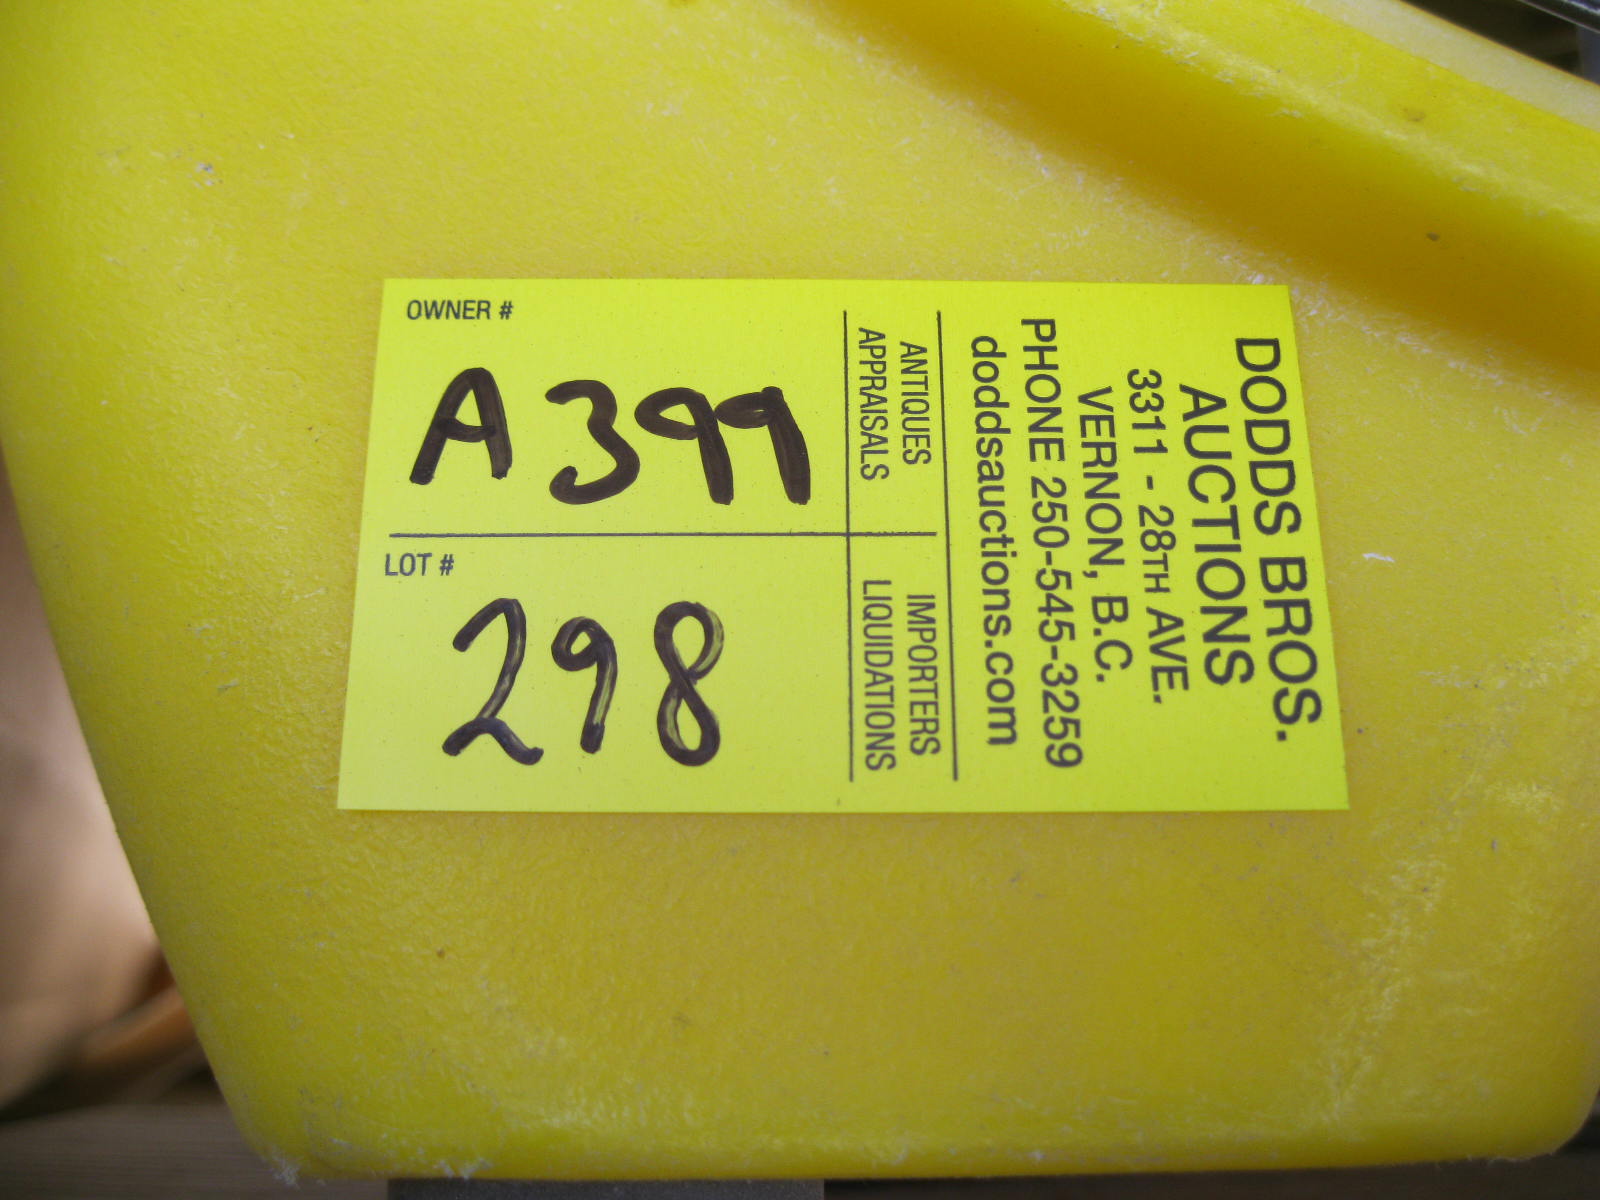 OWNER #
A399
LOT #
298
DODDS BROS.
AUCTIONS
3311 - 28TH AVE.
VERNON, B.C.
PHONE 250-545-3259
doddsauctions.com
ANTIQUES
APPRAISALS
IMPORTERS
LIQUIDATIONS